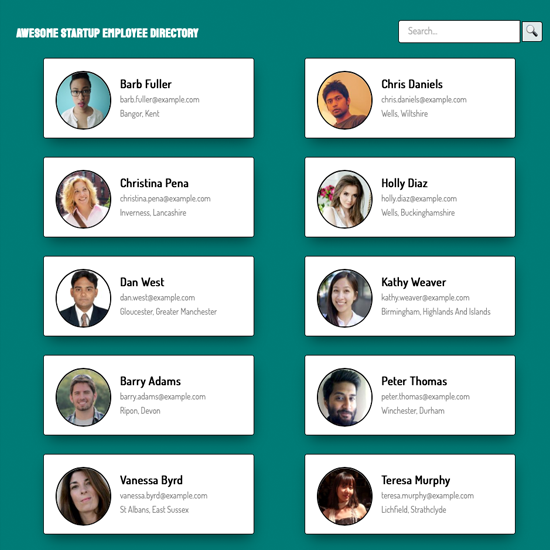 AWESOME STARTUP EMPLOYEE DIRECTORY
Search...
Barb Fuller
barb.fuller@example.com
Bangor, Kent
Chris Daniels
chris.daniels@example.com
Wells, Wiltshire
Christina Pena
christina.pena@example.com
Inverness, Lancashire
Holly Diaz
holly.diaz@example.com
Wells, Buckinghamshire
Dan West
dan.west@example.com
Gloucester, Greater Manchester
Kathy Weaver
kathy.weaver@example.com
Birmingham, Highlands And Islands
Barry Adams
barry.adams@example.com
Ripon, Devon
Peter Thomas
peter.thomas@example.com
Winchester, Durham
Vanessa Byrd
vanessa.byrd@example.com
St Albans, East Sussex
Teresa Murphy
teresa.murphy@example.com
Lichfield, Strathclyde